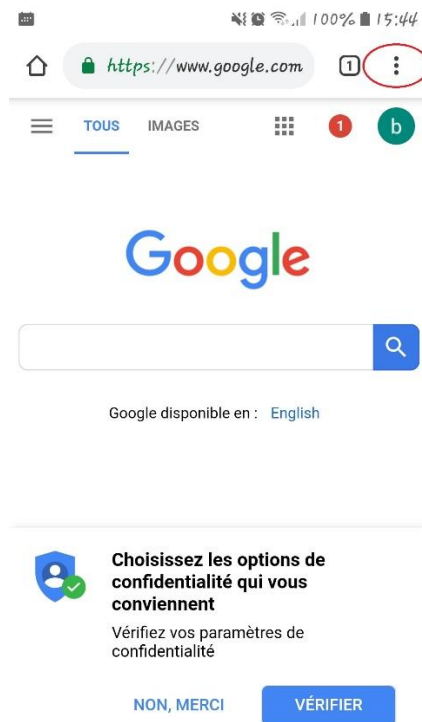 100% 15:44
https://www.google.com 1
TOUS IMAGES 1 b
Google
Google disponible en : English
Choisissez les options de
confidentialité qui vous
conviennent
Vérifiez vos paramètres de
confidentialité
NON, MERCI VÉRIFIER